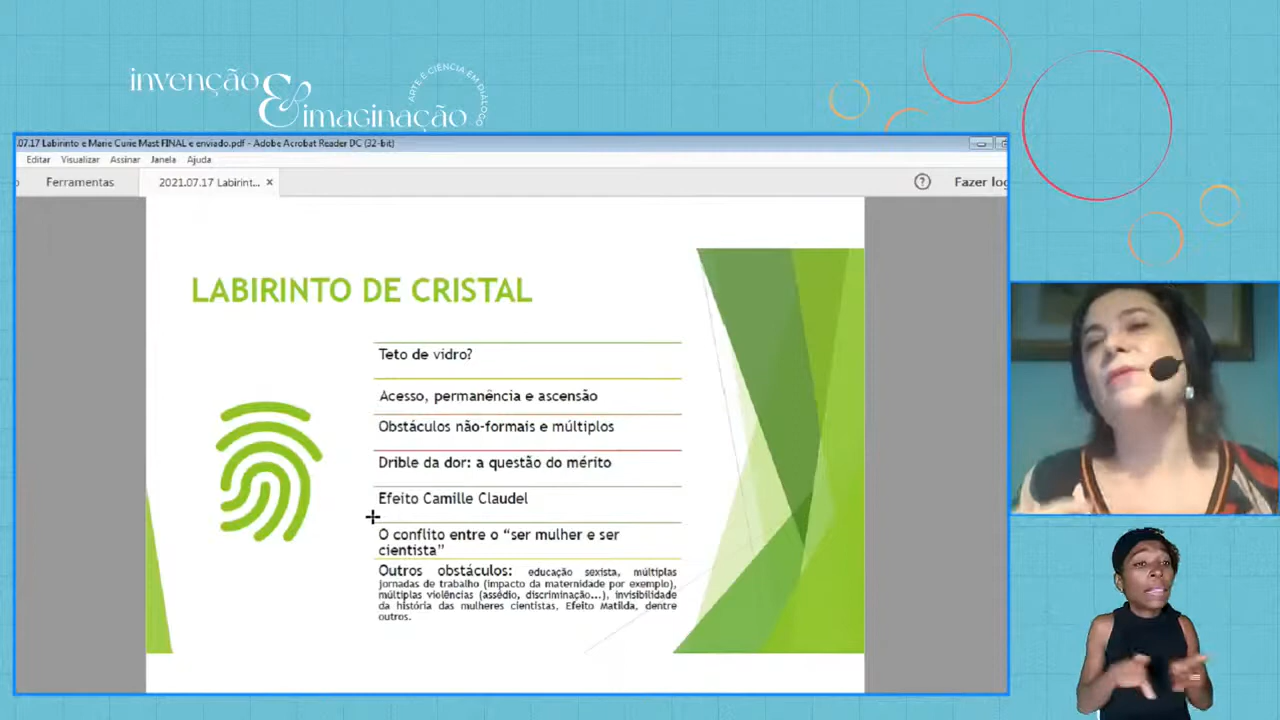 invenção
&
imaginação
ARTE E CIÊNCIA EM DIÁLOGO
.07.17 Labirinto e Marie Curie Mast FINAL e enviado.pdf - Adobe Acrobat Reader DC (32-bit)
Editar Visualizar Assinar Janela Ajuda
Ferramentas
2021.07.17 Labirint... ×
? Fazer log
LABIRINTO DE CRISTAL
Teto de vidro?
Acesso, permanência e ascensão
Obstáculos não-formais e múltiplos
Drible da dor: a questão do mérito
Efeito Camille Claudel
O conflito entre o “ser mulher e ser
cientista”
Outros obstáculos: educação sexista, múltiplas
jornadas de trabalho (impacto da maternidade por exemplo),
múltiplas violências (assédio, discriminação...), invisibilidade
da história das mulheres cientistas, Efeito Matilda, dentre
outros.